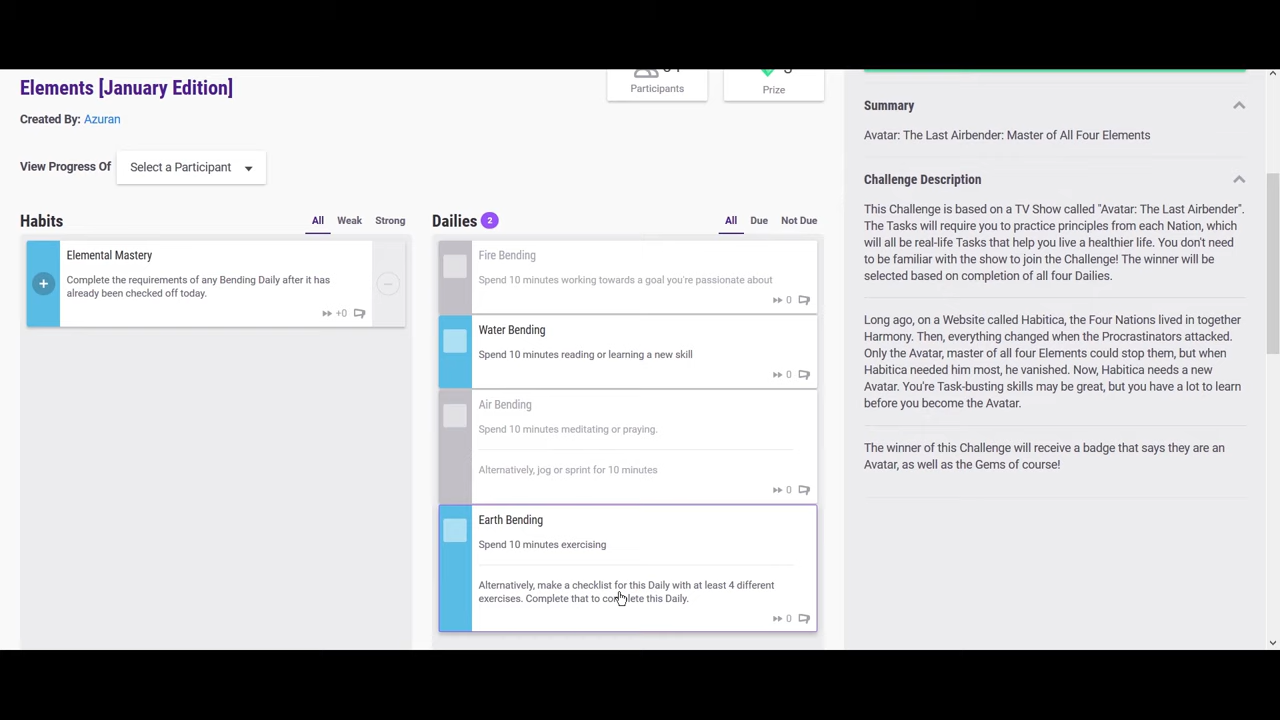 Elements [January Edition]
Participants
Prize
Created By: Azuran
View Progress Of
Select a Participant
Habits
All
Weak
Strong
Elemental Mastery
Complete the requirements of any Bending Daily after it has
already been checked off today.
+0
Dailies
2
All
Due
Not Due
Fire Bending
Spend 10 minutes working towards a goal you're passionate about
0
Water Bending
Spend 10 minutes reading or learning a new skill
0
Air Bending
Spend 10 minutes meditating or praying.
Alternatively, jog or sprint for 10 minutes
0
Earth Bending
Spend 10 minutes exercising
Alternatively, make a checklist for this Daily with at least 4 different
exercises. Complete that to complete this Daily.
0
Summary
Avatar: The Last Airbender: Master of All Four Elements
Challenge Description
This Challenge is based on a TV Show called "Avatar: The Last Airbender".
The Tasks will require you to practice principles from each Nation, which
will all be real-life Tasks that help you live a healthier life. You don't need
to be familiar with the show to join the Challenge! The winner will be
selected based on completion of all four Dailies.
Long ago, on a Website called Habitica, the Four Nations lived in together
Harmony. Then, everything changed when the Procrastinators attacked.
Only the Avatar, master of all four Elements could stop them, but when
Habitica needed him most, he vanished. Now, Habitica needs a new
Avatar. You're Task-busting skills may be great, but you have a lot to learn
before you become the Avatar.
The winner of this Challenge will receive a badge that says they are an
Avatar, as well as the Gems of course!